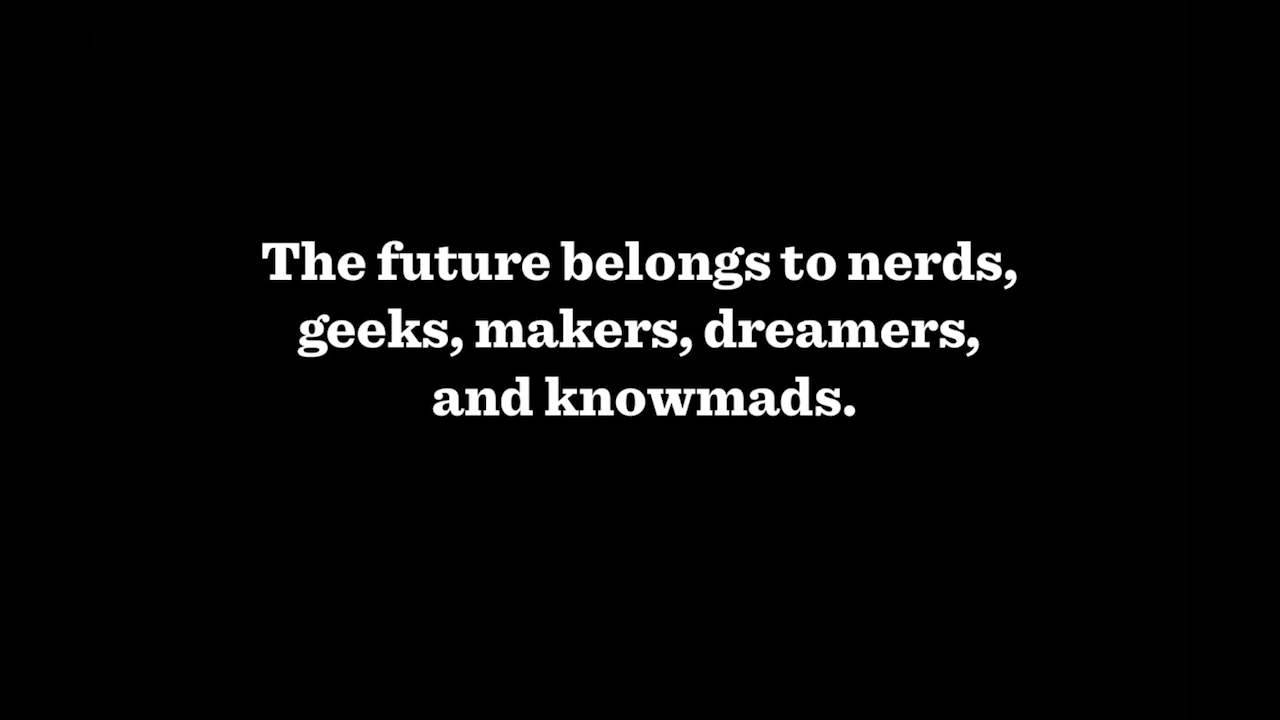 The future belongs to nerds,
geeks, makers, dreamers,
and knowmads.